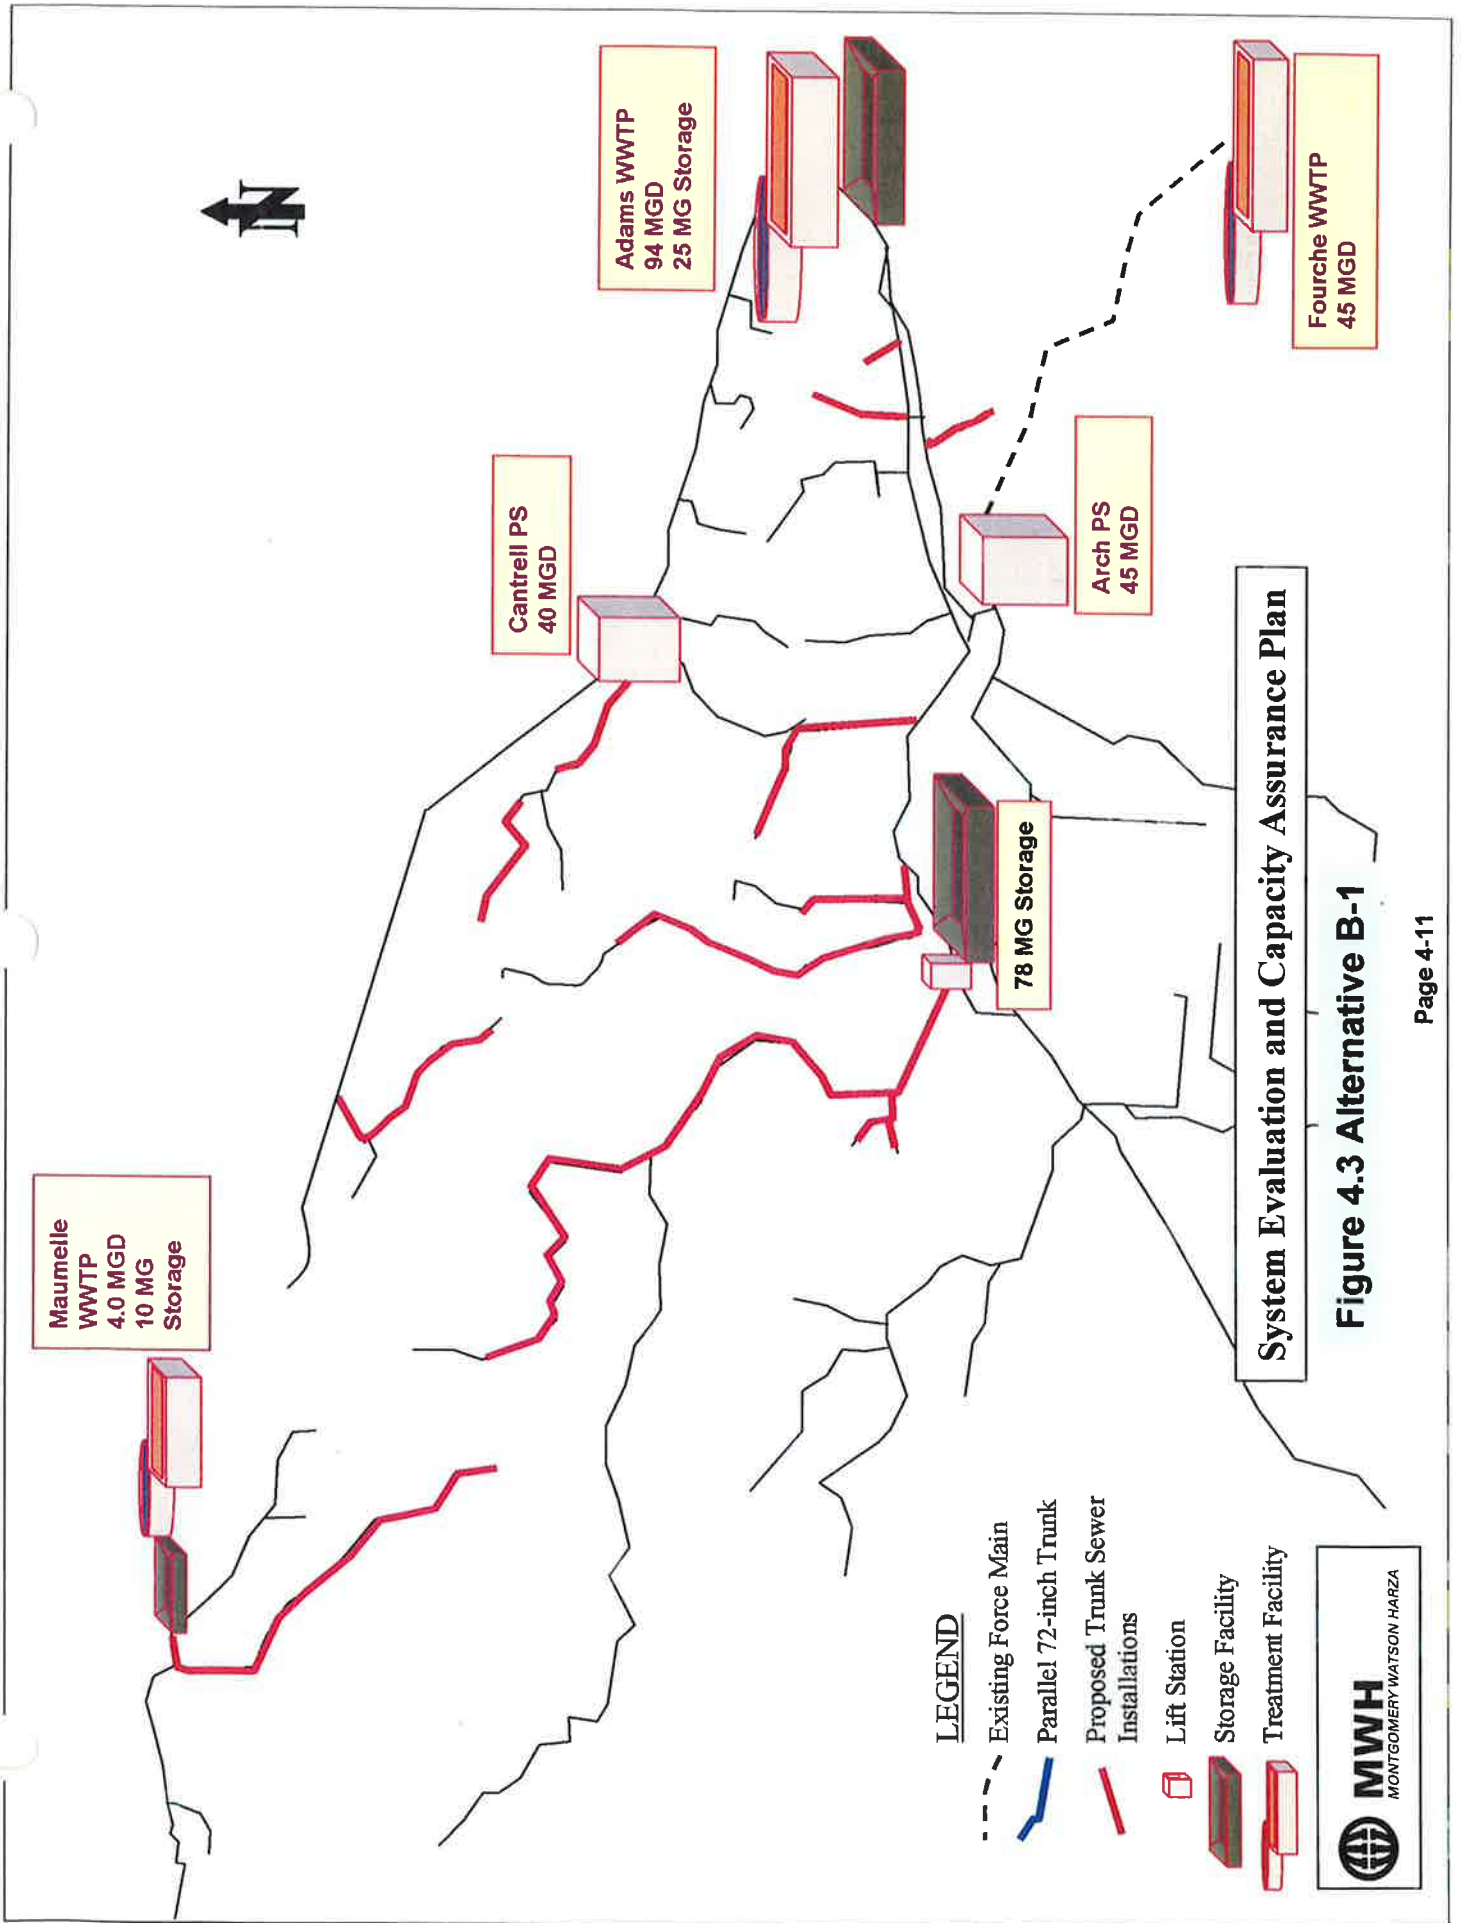 N
Maumelle
WWTP
4.0 MGD
10 MG
Storage
Cantrell PS
40 MGD
Adams WWTP
94 MGD
25 MG Storage
78 MG Storage
Arch PS
45 MGD
Fourche WWTP
45 MGD
LEGEND
Existing Force Main
Parallel 72-inch Trunk
Proposed Trunk Sewer
Installations
Lift Station
Storage Facility
Treatment Facility
MWH
MONTGOMERY WATSON HARZA
System Evaluation and Capacity Assurance Plan
Figure 4.3 Alternative B-1
Page 4-11